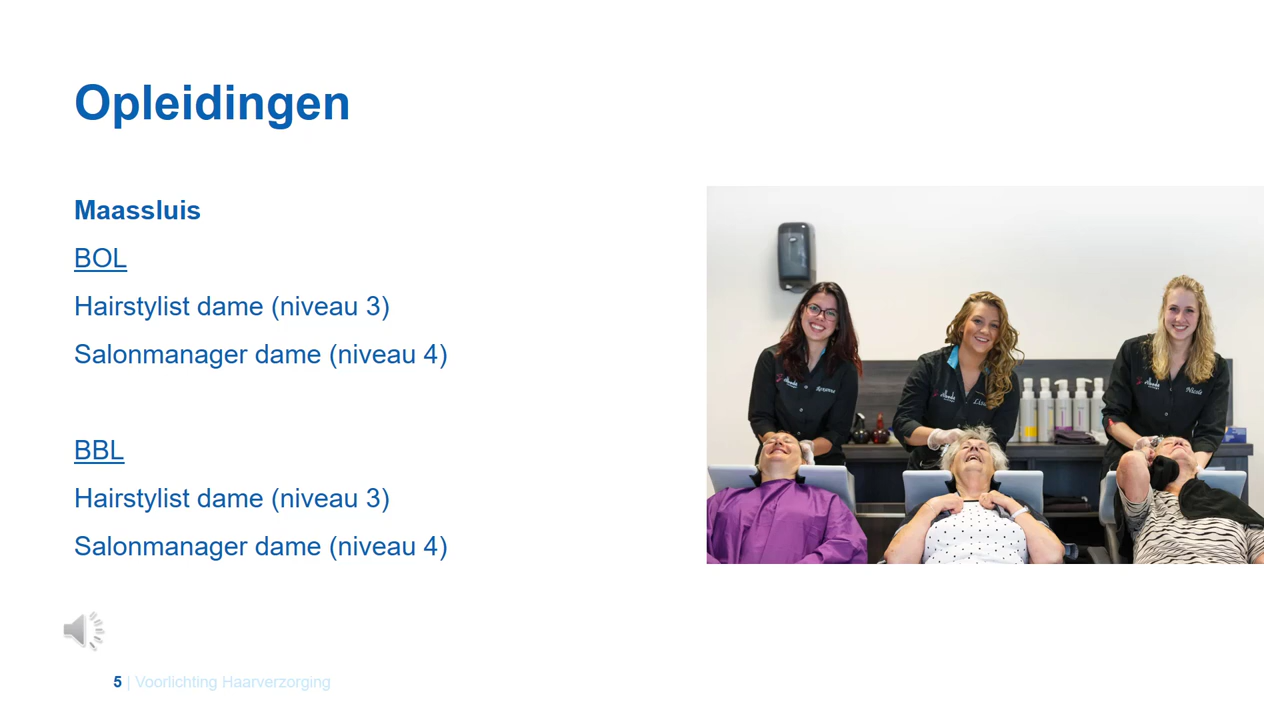 Opleidingen
Maassluis
BOL
Hairstylist dame (niveau 3)
Salonmanager dame (niveau 4)
BBL
Hairstylist dame (niveau 3)
Salonmanager dame (niveau 4)
Nicole
5 | Voorlichting Haarverzorging